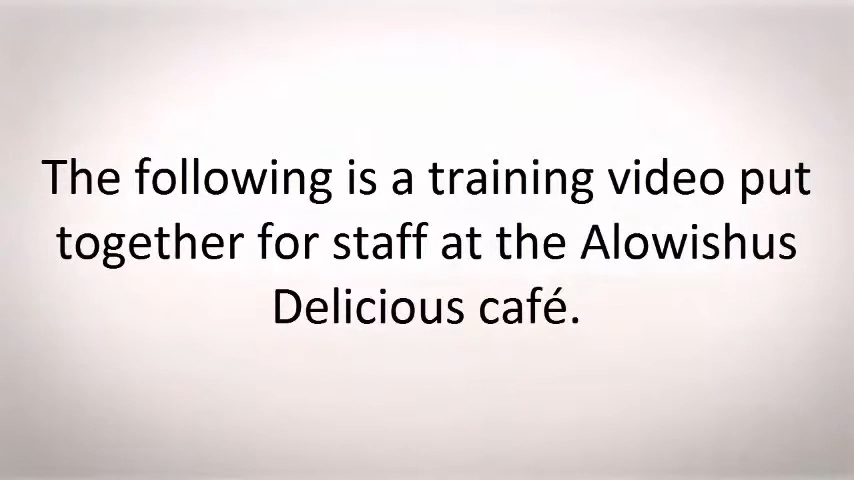 The following is a training video put
together for staff at the Alowishus
Delicious café.